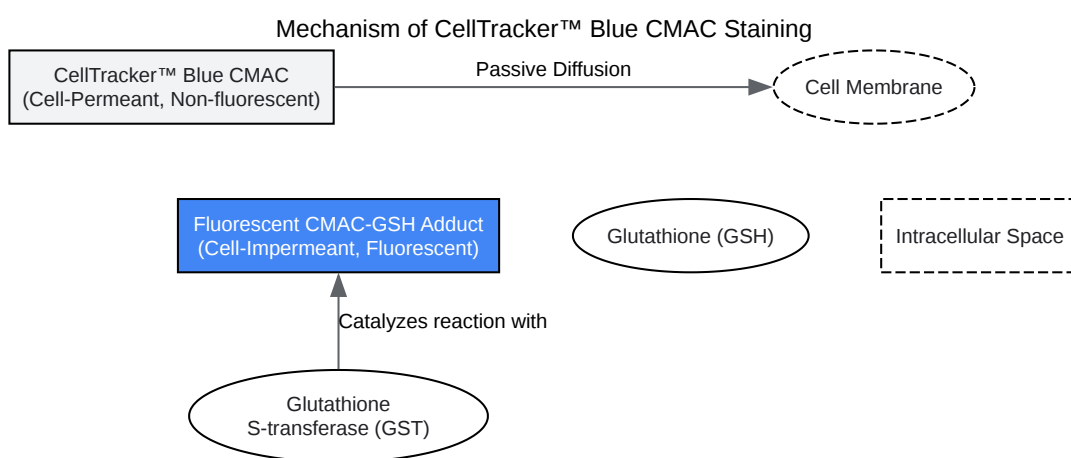 Mechanism of CellTracker™ Blue CMAC Staining
CellTracker™ Blue CMAC
(Cell-Permeant, Non-fluorescent)
Passive Diffusion
Cell Membrane
Fluorescent CMAC-GSH Adduct
(Cell-Impermeant, Fluorescent)
Glutathione (GSH)
Intracellular Space
Catalyzes reaction with
Glutathione
S-transferase (GST)